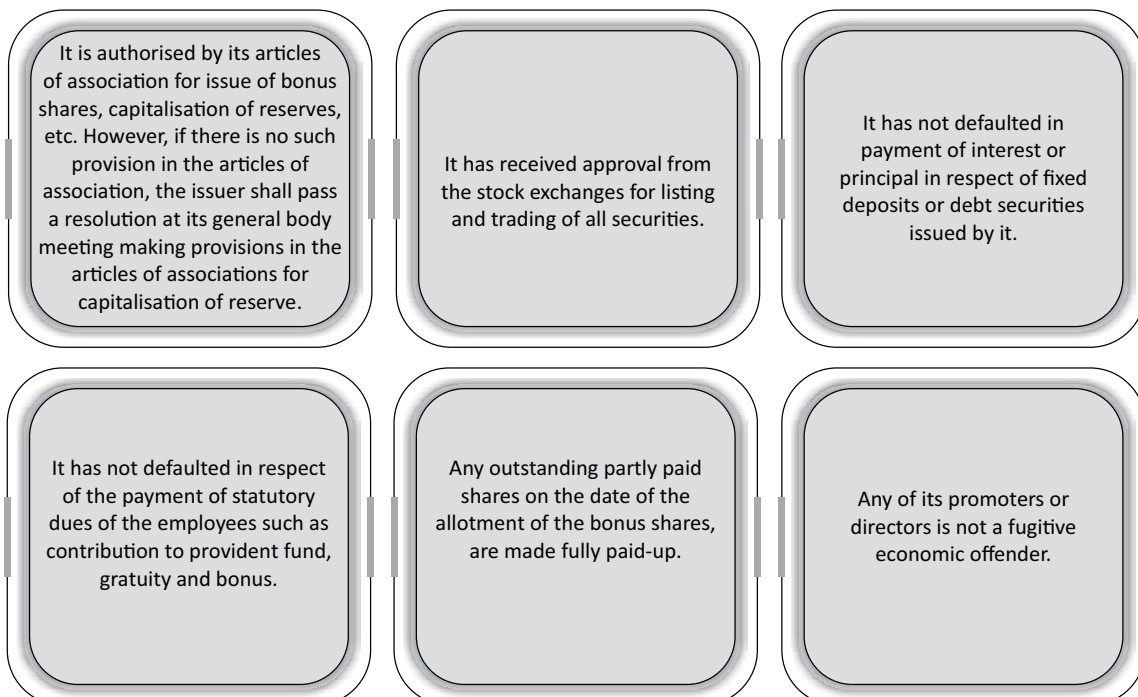 It is authorised by its articles
of association for issue of bonus
shares, capitalisation of reserves,
etc. However, if there is no such
provision in the articles of
association, the issuer shall pass
a resolution at its general body
meeting making provisions in the
articles of associations for
capitalisation of reserve.
It has received approval from
the stock exchanges for listing
and trading of all securities.
It has not defaulted in
payment of interest or
principal in respect of fixed
deposits or debt securities
issued by it.
It has not defaulted in respect
of the payment of statutory
dues of the employees such as
contribution to provident fund,
gratuity and bonus.
Any outstanding partly paid
shares on the date of the
allotment of the bonus shares,
are made fully paid-up.
Any of its promoters or
directors is not a fugitive
economic offender.